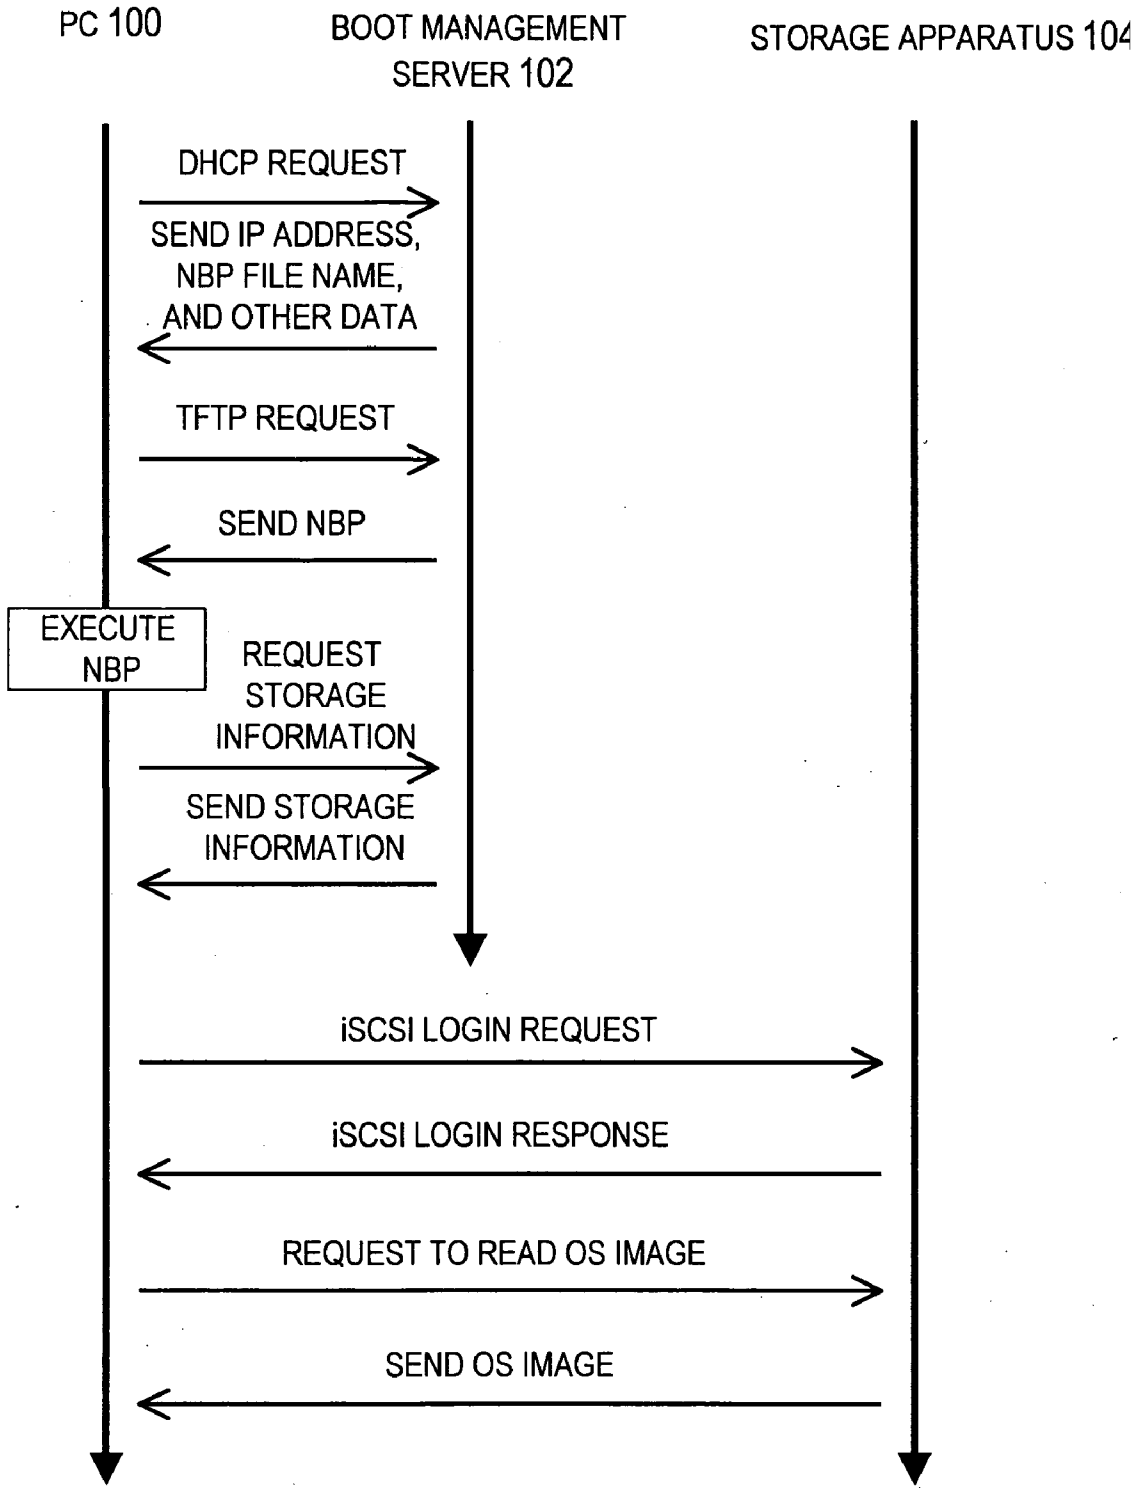 PC 100
BOOT MANAGEMENT
SERVER 102
STORAGE APPARATUS 104
DHCP REQUEST
SEND IP ADDRESS,
NBP FILE NAME,
AND OTHER DATA
TFTP REQUEST
SEND NBP
EXECUTE
NBP
REQUEST
STORAGE
INFORMATION
SEND STORAGE
INFORMATION
iSCSI LOGIN REQUEST
iSCSI LOGIN RESPONSE
REQUEST TO READ OS IMAGE
SEND OS IMAGE